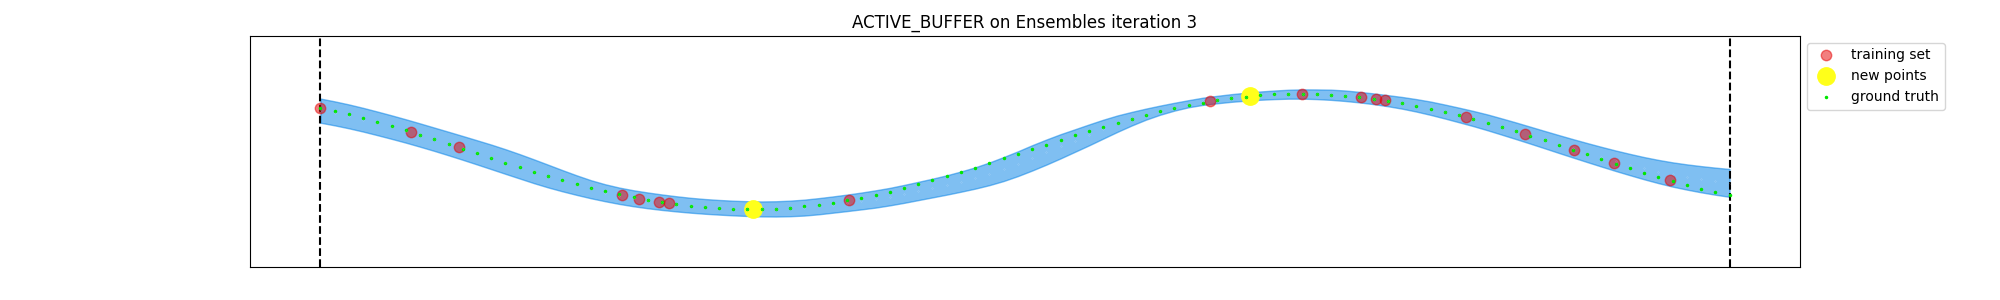 ACTIVE_BUFFER on Ensembles iteration 3
training set
new points
ground truth